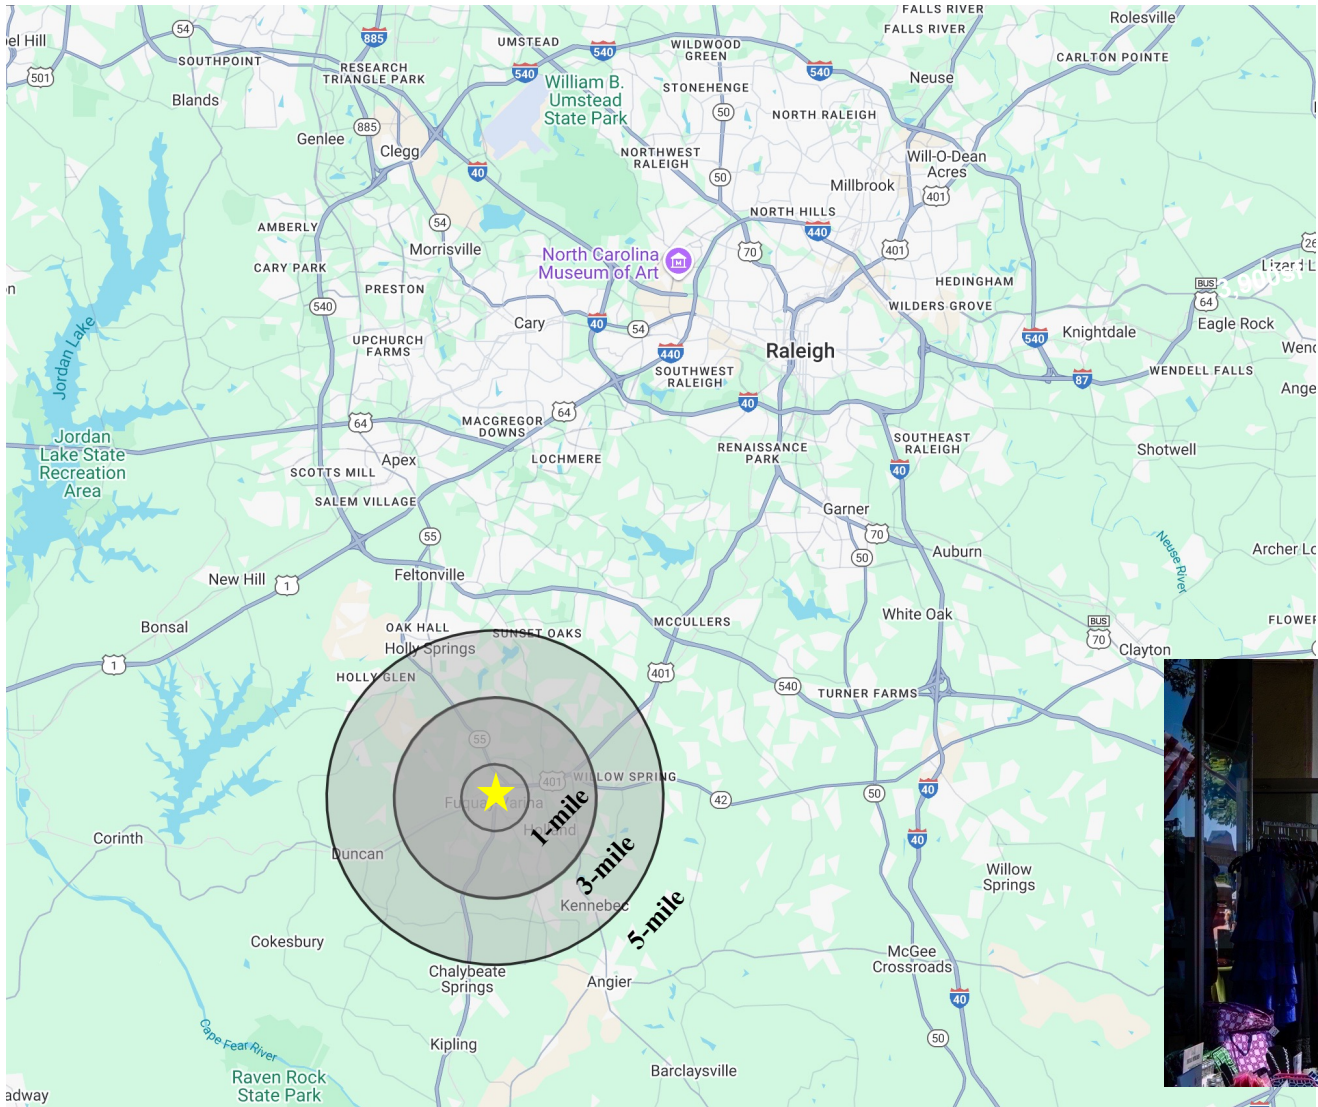 FALLS RIVER
FALLS RIVER
Rolesville
54
885
UMSTEAD
540
WILDWOOD
GREEN
CARLTON POINTE
501
SOUTHPOINT
RESEARCH
TRIANGLE PARK
540
540
Neuse
William B.
Umstead
State Park
STONEHENGE
Blands
50
NORTH RALEIGH
885
Genlee
Clegg
NORTHWEST
RALEIGH
Will-O-Dean
Acres
40
50
Millbrook
401
54
AMBERLY
NORTH HILLS
440
Morrisville
70
401
North Carolina
Museum of Art
CARY PARK
PRESTON
HEDINGHAM
BUS
64
540
WILDERS GROVE
Cary
40
54
540
Knightdale
Eagle Rock
Jordan Lake
UPCHURCH
FARMS
440
Raleigh
SOUTHWEST
RALEIGH
87
WENDELL FALLS
40
64
64
MACGREGOR
DOWNS
Jordan
Lake State
Recreation
Area
RENAISSANCE
PARK
SOUTHEAST
RALEIGH
Shotwell
Apex
LOCHMERE
SCOTTS MILL
40
SALEM VILLAGE
Garner
55
70
50
Auburn
Neuse River
New Hill
1
Feltonville
White Oak
Bonsal
OAK HALL
SUNSET OAKS
MCCULLERS
BUS
70
Holly Springs
Clayton
1
HOLLY GLEN
401
540
TURNER FARMS
55
401
WILLOW SPRING
42
50
40
1-mile
Corinth
Duncan
3-mile
40
Willow
Springs
Kennebec
5-mile
Cokesbury
McGee
Crossroads
Chalybeate
Springs
Angier
40
Cape Fear River
Kipling
50
Barclaysville
Raven Rock
State Park